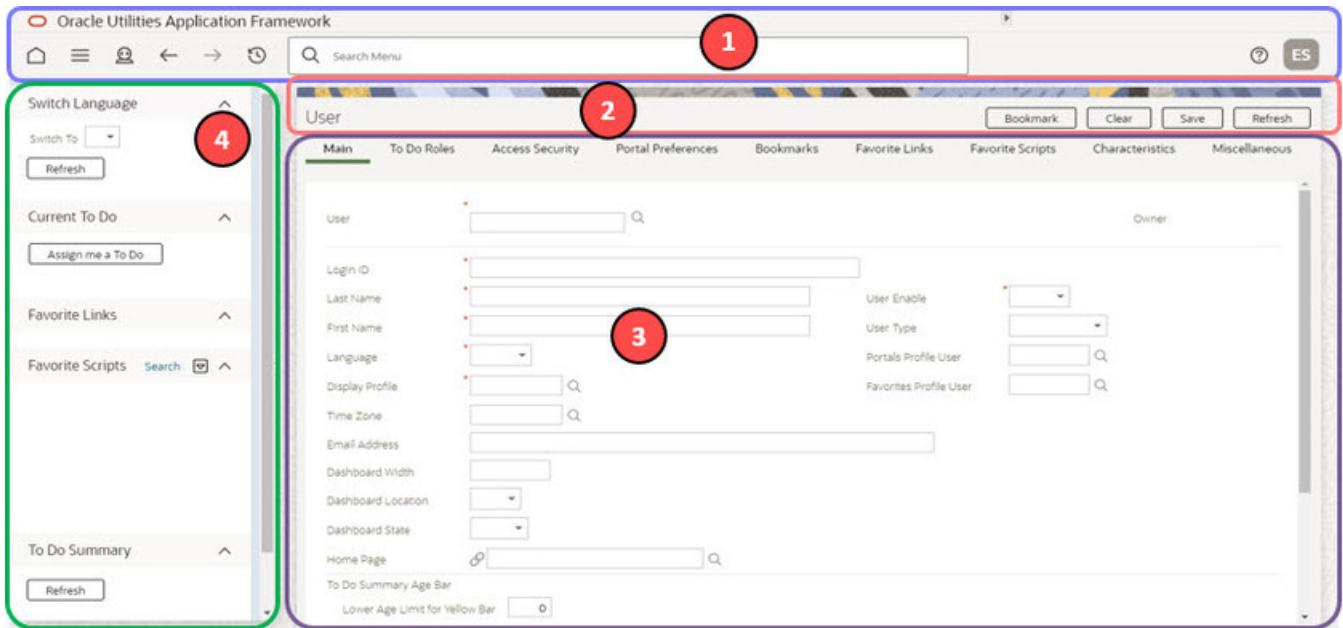 Oracle Utilities Application Framework
Search Menu
1
ES
Switch Language
4
Switch To
Refresh
Current To Do
Assign me a To Do
Favorite Links
Favorite Scripts Search
To Do Summary
Refresh
2
User
Bookmark Clear Save Refresh
Main To Do Roles Access Security Portal Preferences Bookmarks Favorite Links Favorite Scripts Characteristics Miscellaneous
User * Owner
Login ID *
Last Name * User Enable *
First Name * User Type
3
Language * Portals Profile User
Display Profile * Favorites Profile User
Time Zone
Email Address
Dashboard Width
Dashboard Location
Dashboard State
Home Page
To Do Summary Age Bar
Lower Age Limit for Yellow Bar 0